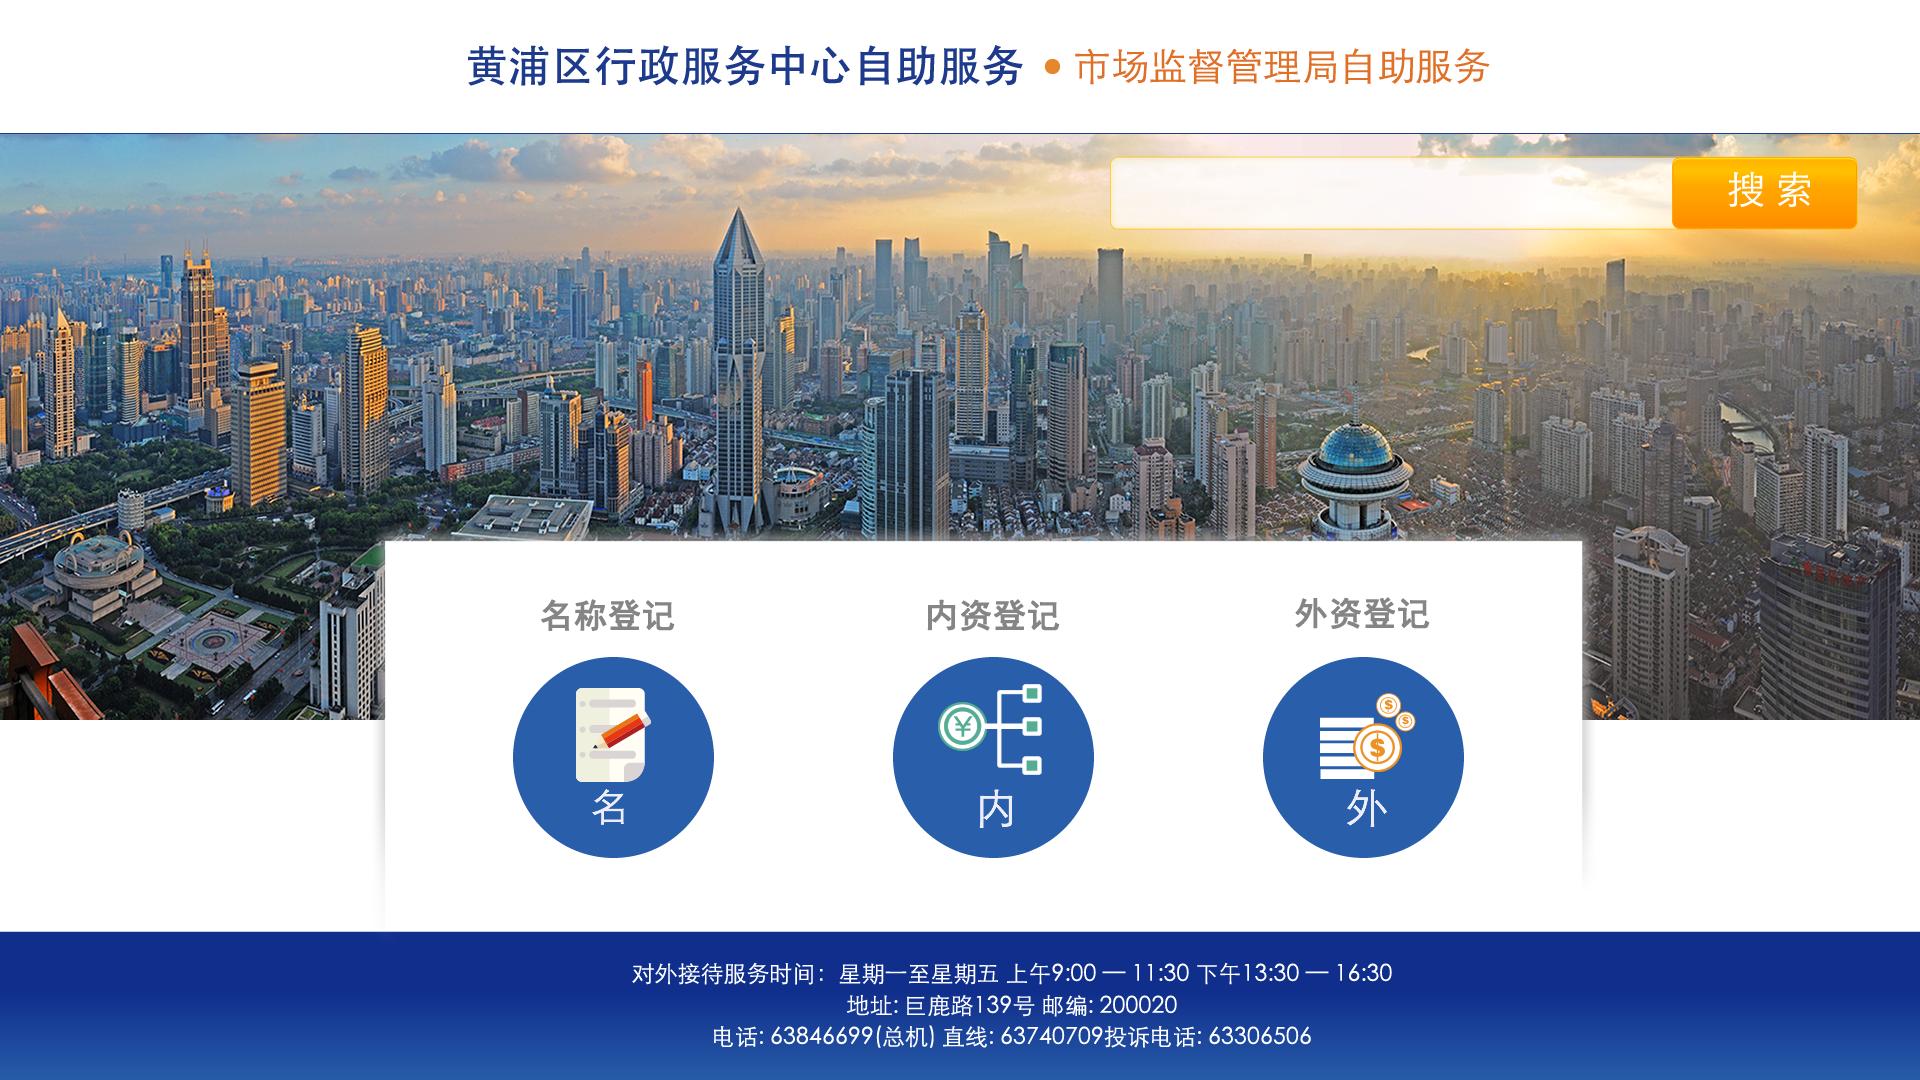 黄浦区行政服务中心自助服务 • 市场监督管理局自助服务
搜 索
名称登记
内资登记
外资登记
名
内
外
对外接待服务时间：星期一至星期五 上午9:00 — 11:30 下午13:30 — 16:30
地址: 巨鹿路139号 邮编: 200020
电话: 63846699(总机) 直线: 63740709投诉电话: 63306506